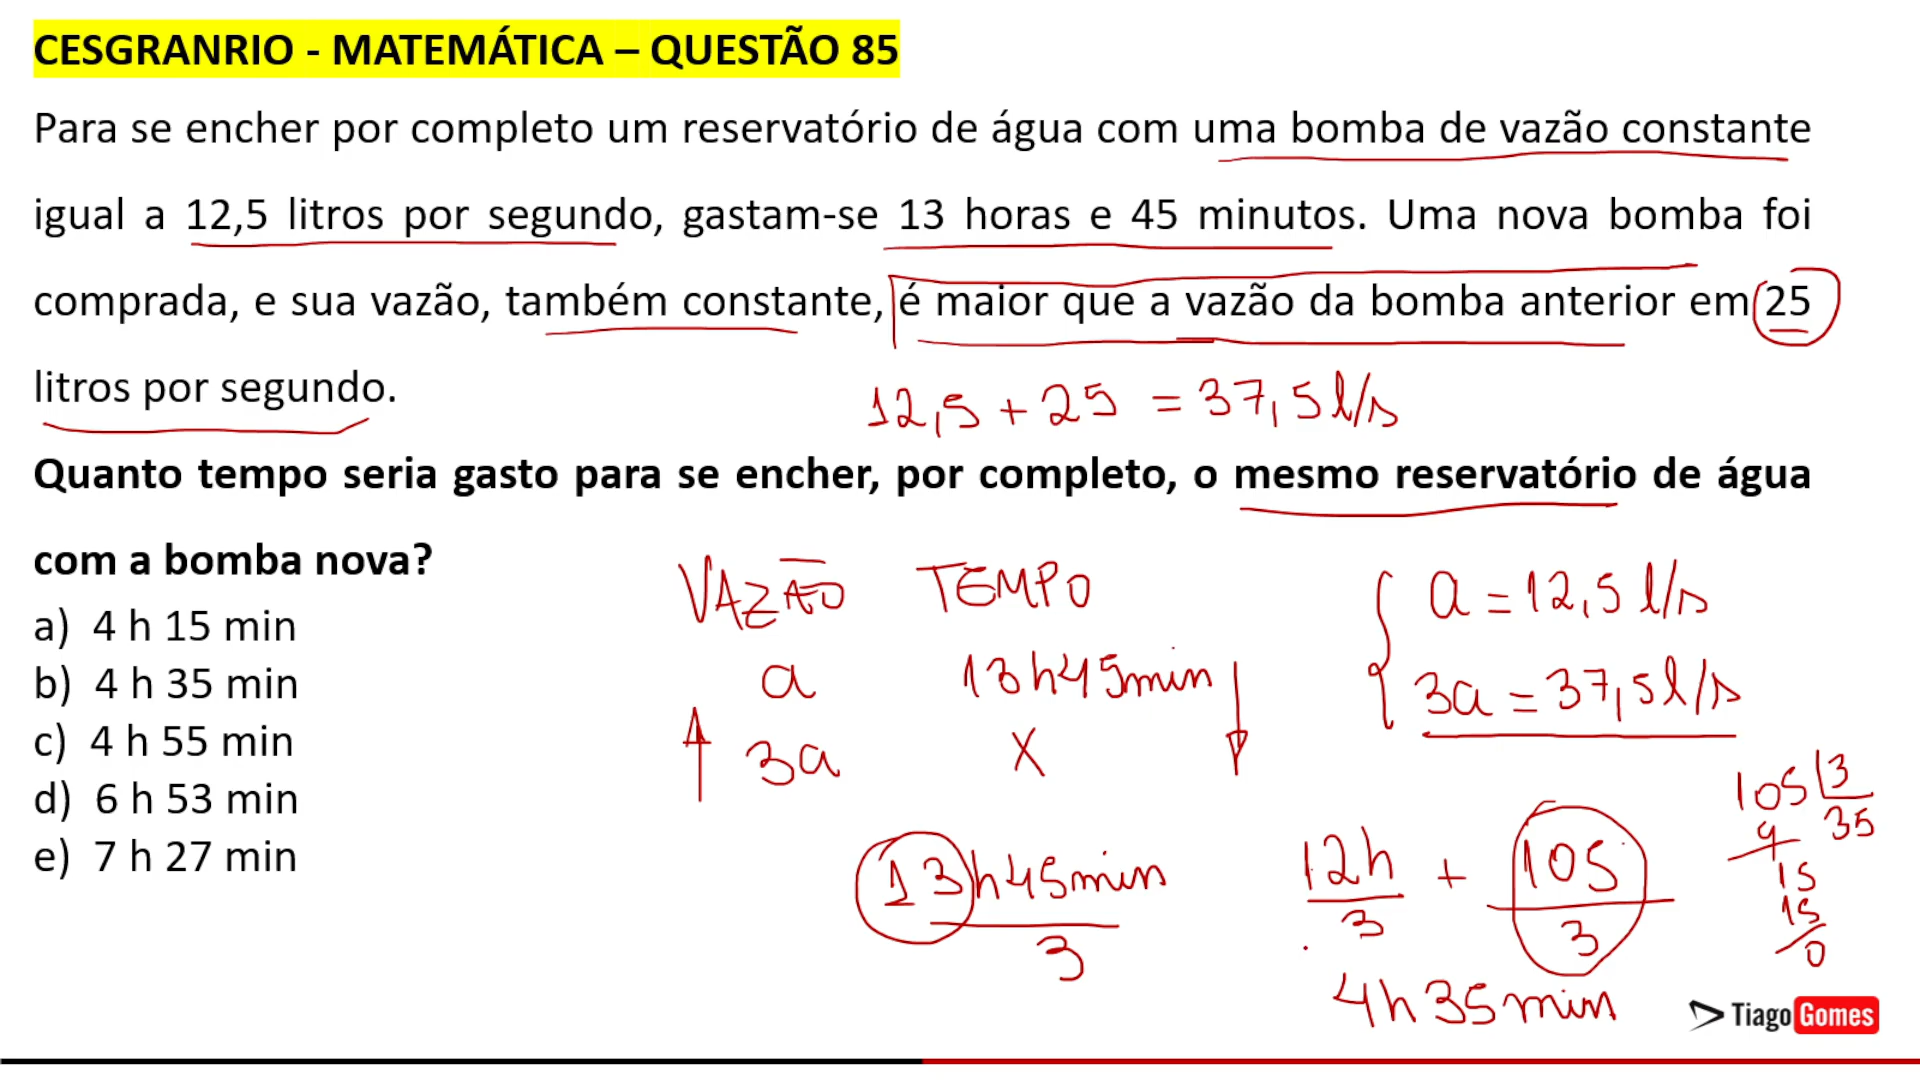 CESGRANRIO - MATEMÁTICA – QUESTÃO 85
Para se encher por completo um reservatório de água com uma bomba de vazão constante
igual a 12,5 litros por segundo, gastam-se 13 horas e 45 minutos. Uma nova bomba foi
comprada, e sua vazão, também constante, é maior que a vazão da bomba anterior em 25
litros por segundo.
12,5 + 25 = 37,5 l/s
Quanto tempo seria gasto para se encher, por completo, o mesmo reservatório de água
com a bomba nova?
a) 4 h 15 min
b) 4 h 35 min
c) 4 h 55 min
d) 6 h 53 min
e) 7 h 27 min
VAZÃO TEMPO
a 13h45min
3a X
a = 12,5 l/s
3a = 37,5 l/s
13h45min
3
12h + 105
3 3
4h35min
105 3
9 35
15
15
0
Tiago Gomes